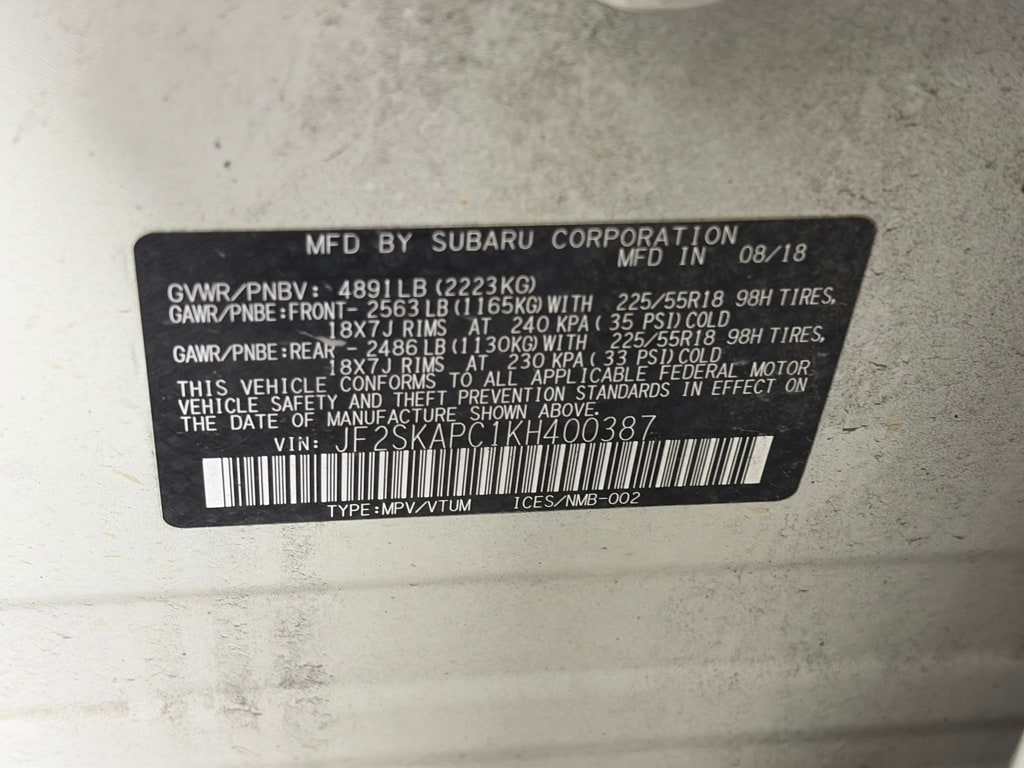 MFD BY SUBARU CORPORATION
MFD IN 08/18
GVWR/PNBV: 4891LB(2223KG)
GAWR/PNBE:FRONT- 2563LB(1165KG)WITH 225/55R18 98H TIRES,
18X7J RIMS AT 240 KPA( 35 PSI)COLD
GAWR/PNBE:REAR - 2486LB(1130KG)WITH 225/55R18 98H TIRES,
18X7J RIMS AT 230 KPA( 33 PSI)COLD
THIS VEHICLE CONFORMS TO ALL APPLICABLE FEDERAL MOTOR
VEHICLE SAFETY AND THEFT PREVENTION STANDARDS IN EFFECT ON
THE DATE OF MANUFACTURE SHOWN ABOVE.
VIN: JF2SKAPC1KH400387
TYPE:MPV/VTUM ICES/NMB-002